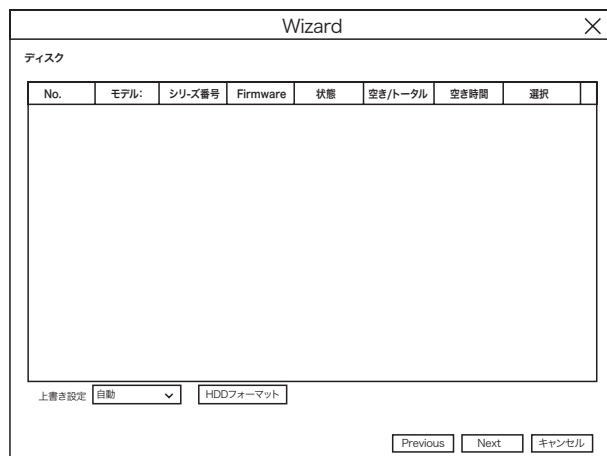 Wizard
ディスク
No. モデル: シリ-ズ番号 Firmware 状態 空き/トータル 空き時間 選択
上書き設定 自動 HDDフォーマット
Previous Next キャンセル